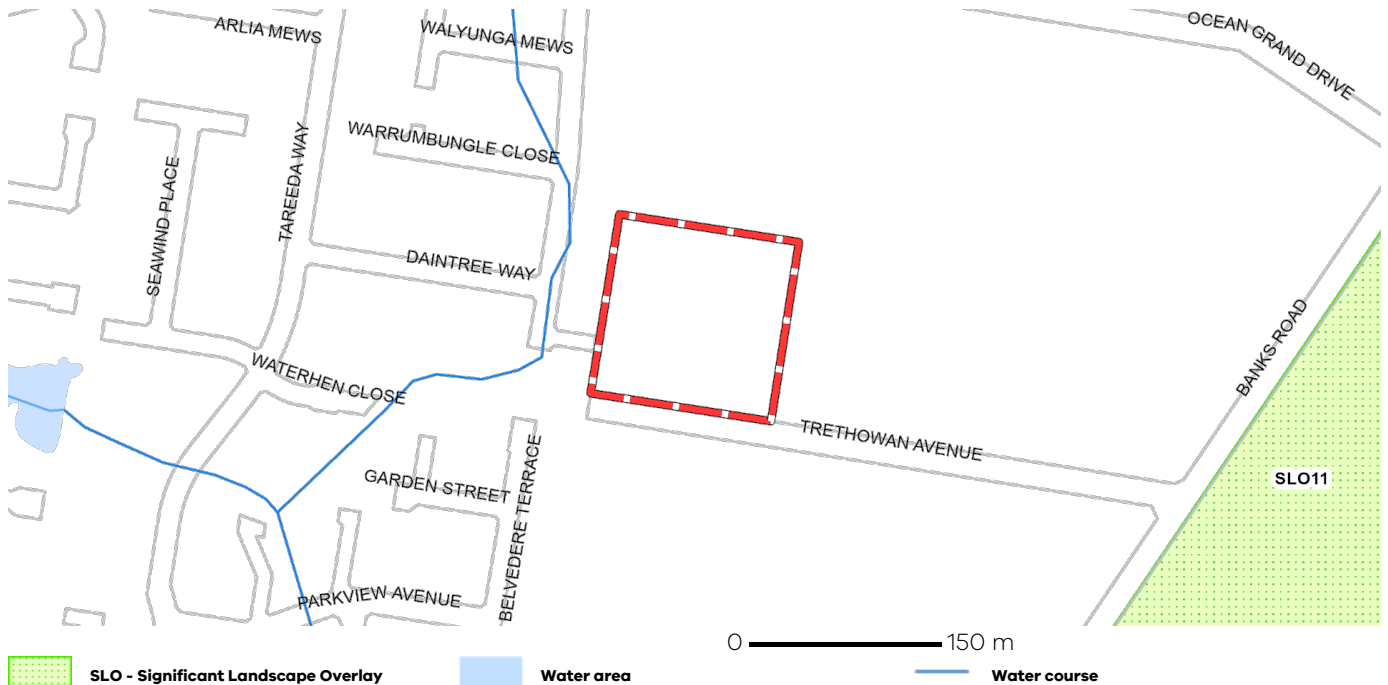 OCEAN GRAND DRIVE
ARLIA MEWS
WALYUNGA MEWS
WARRUMBUNGLE CLOSE
TAREEDA WAY
SEAWIND PLACE
DAINTREE WAY
BANKS ROAD
WATERHEN CLOSE
TRETHOWAN AVENUE
SLO11
GARDEN STREET
BELVEDERE TERRACE
PARKVIEW AVENUE
0 150 m
SLO - Significant Landscape Overlay Water area Water course